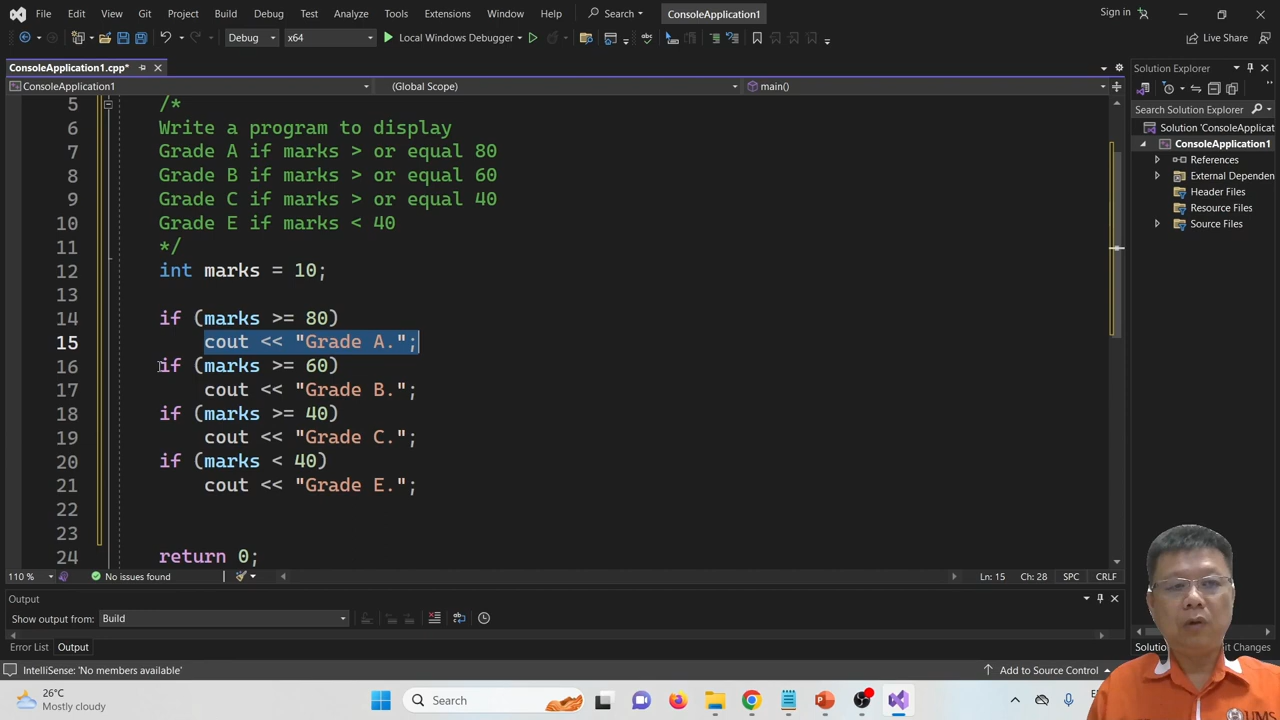 File Edit View Git Project Build Debug Test Analyze Tools Extensions Window Help Search ConsoleApplication1 Sign in
Debug x64 Local Windows Debugger Live Share
ConsoleApplication1.cpp* Solution Explorer
ConsoleApplication1 (Global Scope) main()
Search Solution Explorer
Solution 'ConsoleApplicat
ConsoleApplication1
References
External Dependen
Header Files
Resource Files
Source Files
5 /*
6 Write a program to display
7 Grade A if marks > or equal 80
8 Grade B if marks > or equal 60
9 Grade C if marks > or equal 40
10 Grade E if marks < 40
11 */
12 int marks = 10;
13
14 if (marks >= 80)
15 cout << "Grade A.";
16 if (marks >= 60)
17 cout << "Grade B.";
18 if (marks >= 40)
19 cout << "Grade C.";
20 if (marks < 40)
21 cout << "Grade E.";
22
23
24 return 0;
110 % No issues found Ln: 15 Ch: 28 SPC CRLF
Output
Show output from: Build
Error List Output
Solutio it Changes
IntelliSense: 'No members available' Add to Source Control
26°C
Mostly cloudy
Search
UMS